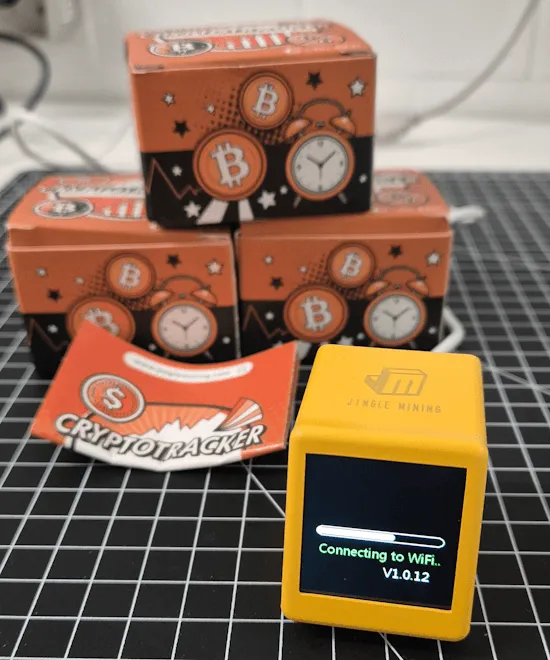 CRYPTOTRACKER
JINGLE MINING
Connecting to WiFi..
V1.0.12